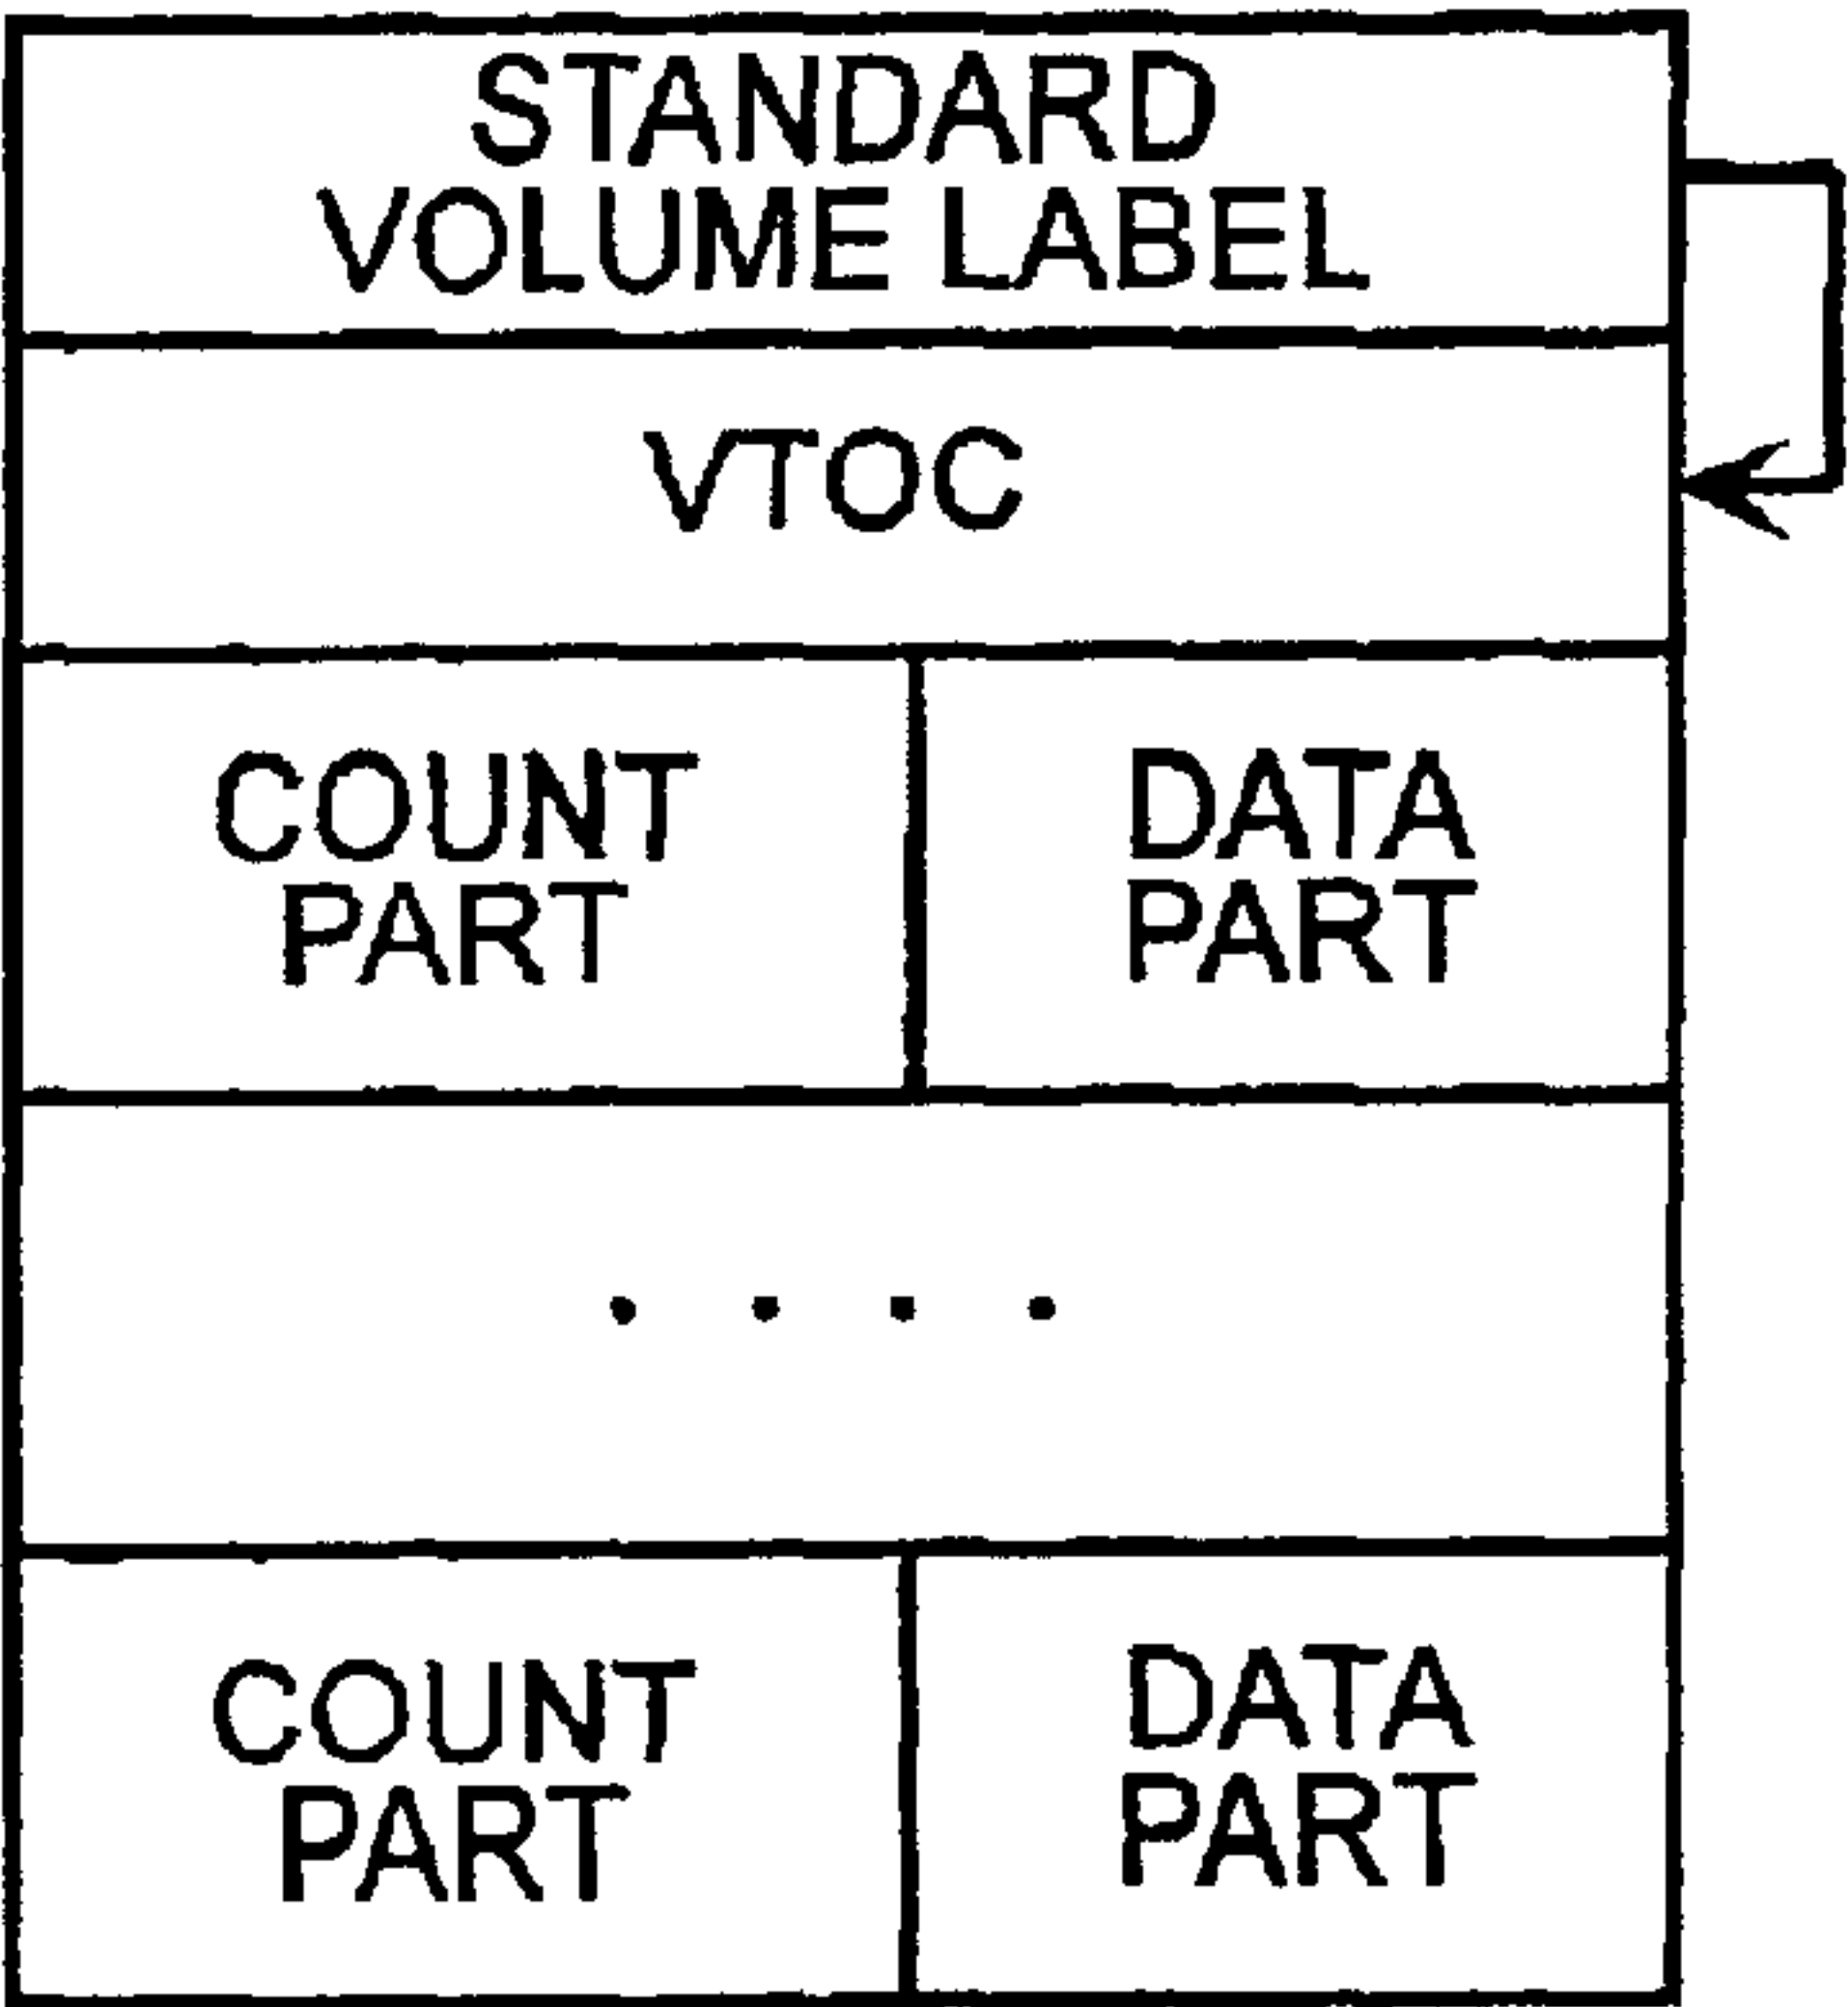 STANDARD
VOLUME LABEL
VTOC
COUNT
PART
DATA
PART
. . . .
COUNT
PART
DATA
PART